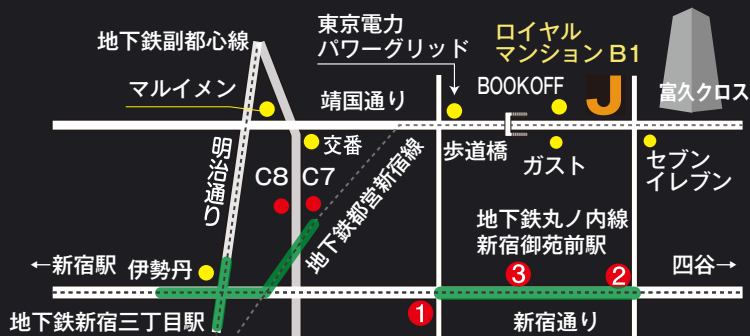 地下鉄副都心線
東京電力
パワーグリッド
ロイヤル
マンション B1
マルイメン
靖国通り
BOOKOFF
J
富久クロス
明治通り
交番
C8
C7
地下鉄都営新宿線
歩道橋
ガスト
セブン
イレブン
地下鉄丸ノ内線
新宿御苑前駅
←新宿駅
伊勢丹
3
2
四谷→
1
地下鉄新宿三丁目駅
新宿通り